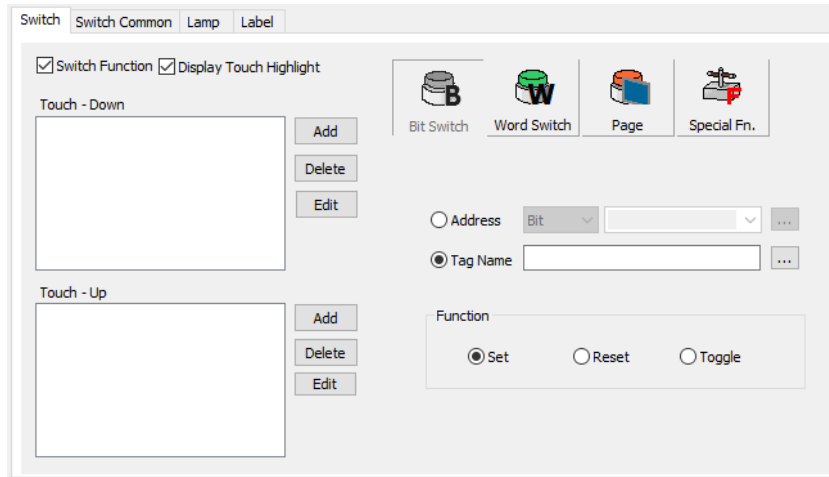 Switch Switch Common Lamp Label
Switch Function Display Touch Highlight
Touch - Down
Add
Delete
Edit
Touch - Up
Add
Delete
Edit
B W F
Bit Switch Word Switch Page Special Fn.
Address Bit ...
Tag Name ...
Function
Set Reset Toggle